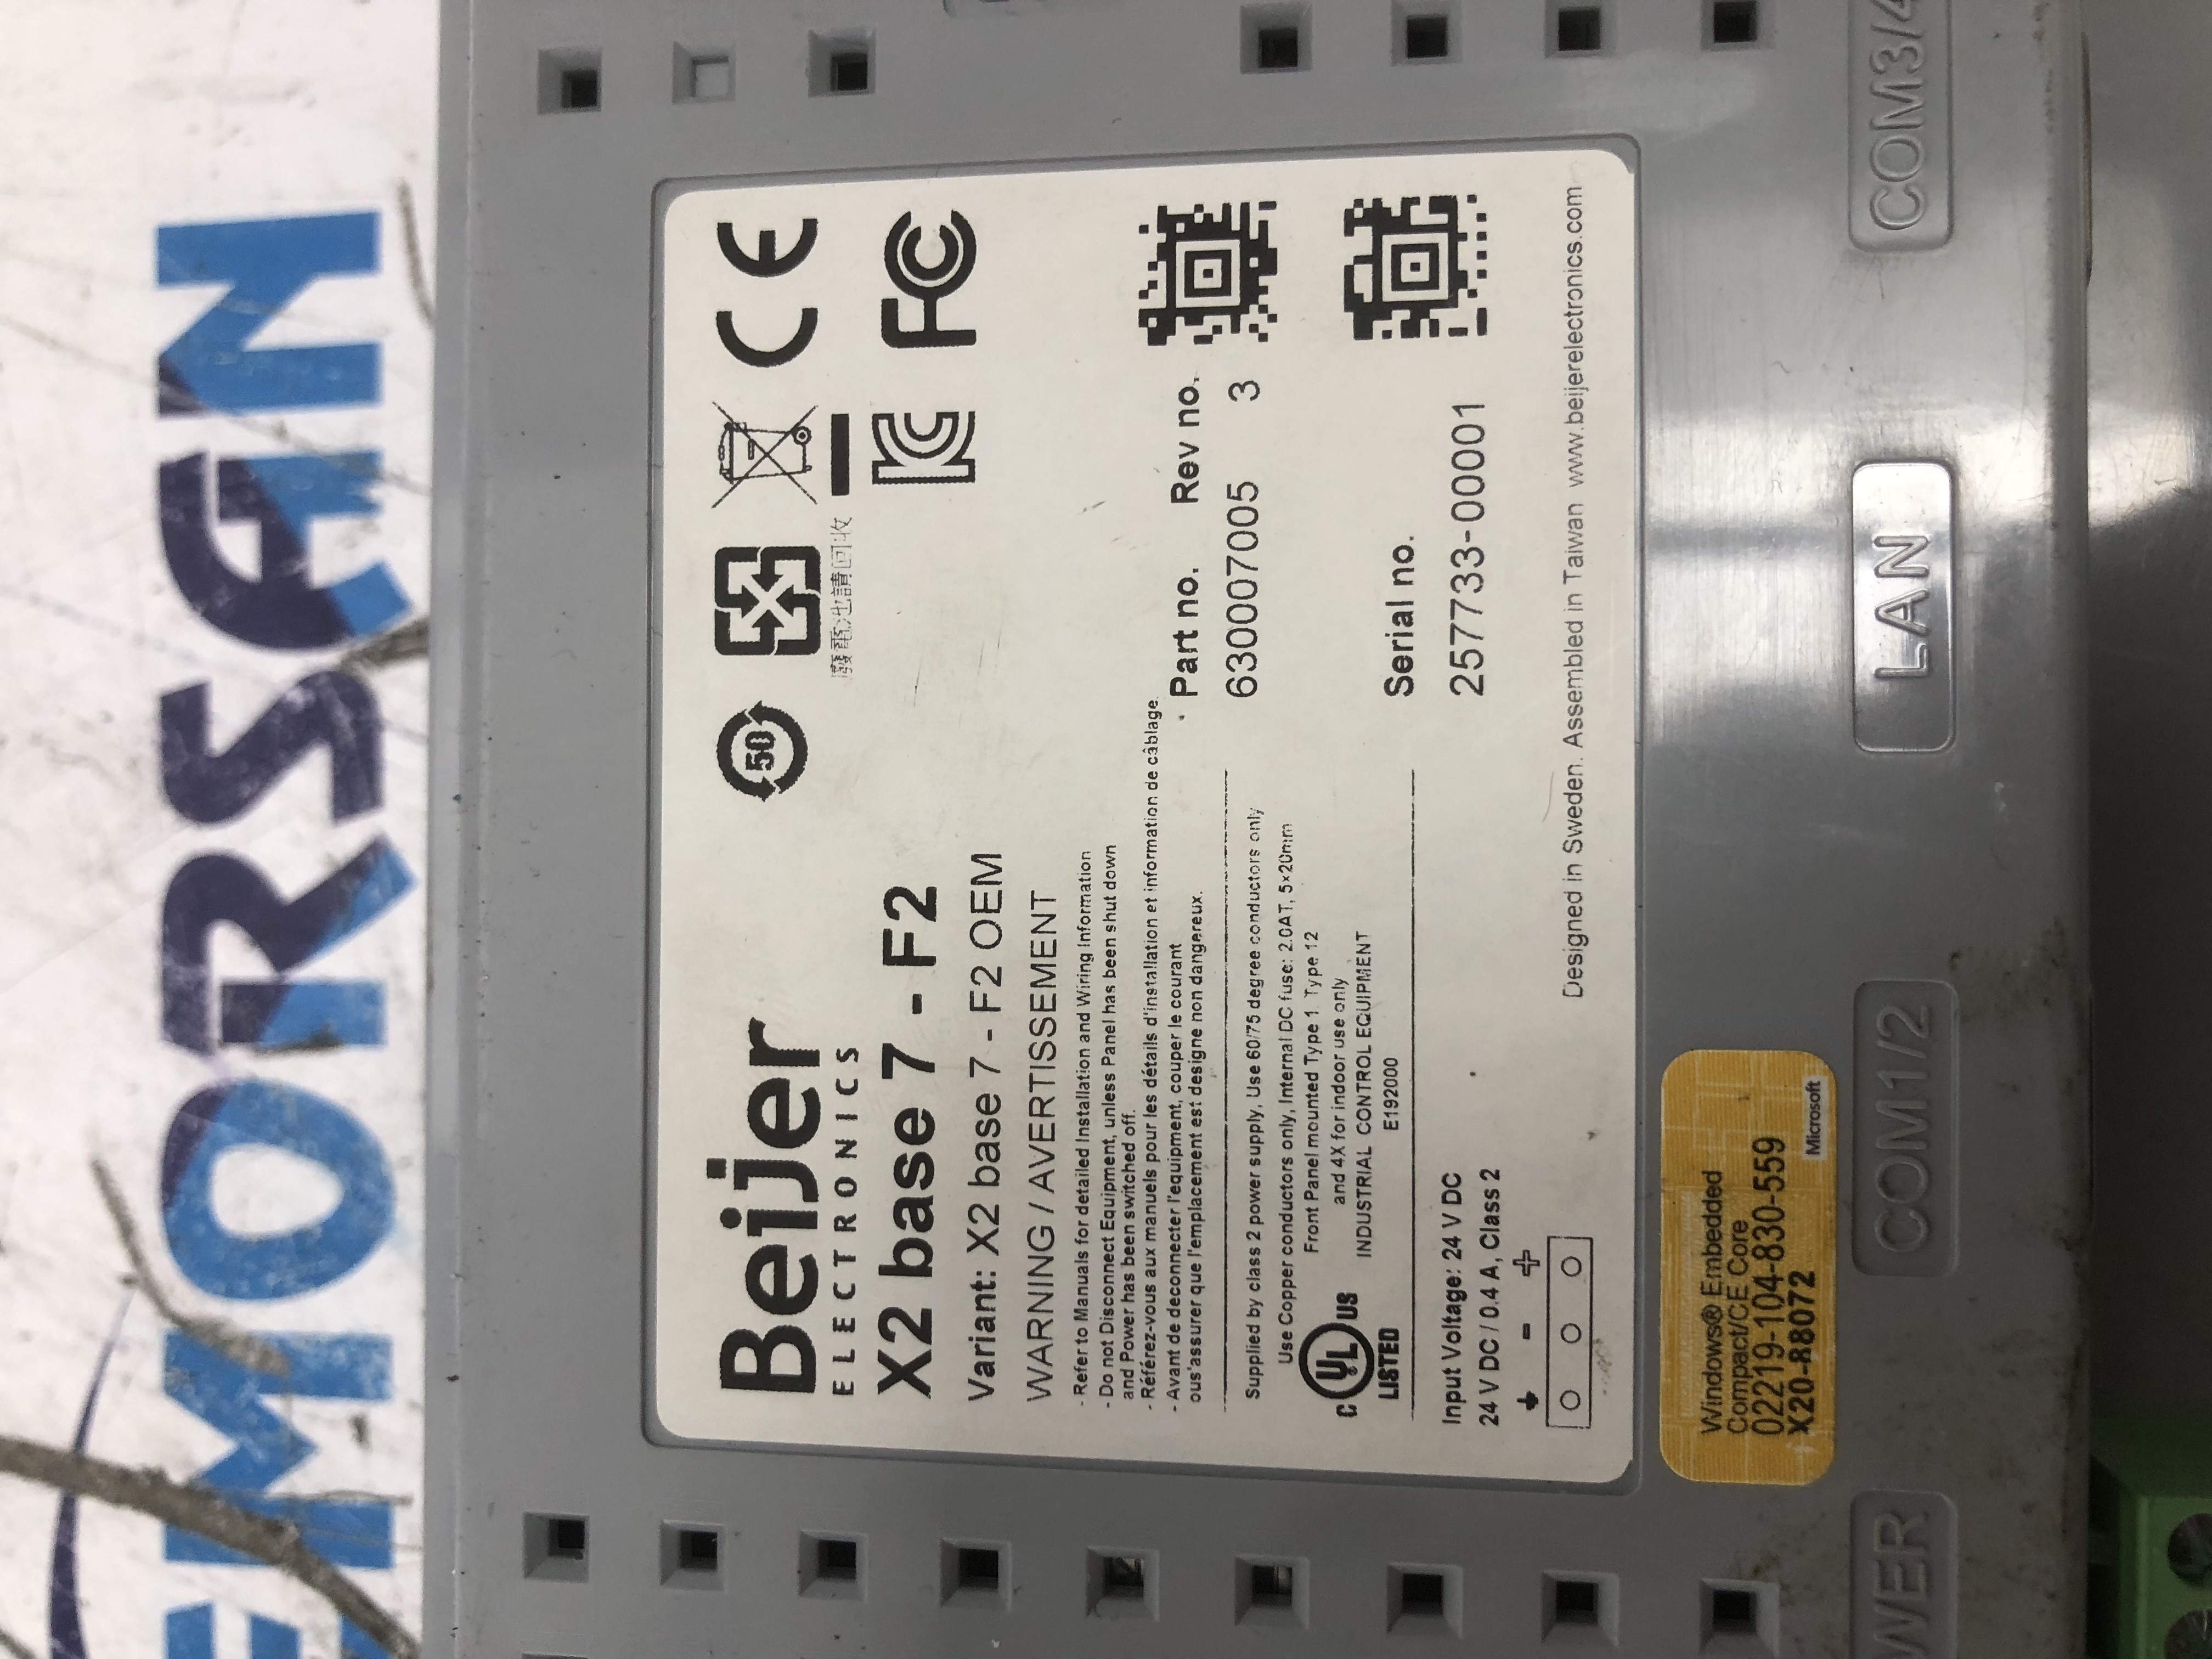 EMORSAN
Beijer
ELECTRONICS
50
CE
廢電池請回收
FC
X2 base 7 - F2
Variant: X2 base 7 - F2 OEM
WARNING / AVERTISSEMENT
- Refer to Manuals for detailed Installation and Wiring Information
- Do not Disconnect Equipment, unless Panel has been shut down
and Power has been switched off.
- Référez-vous aux manuels pour les détails d'installation et information de câblage.
- Avant de deconnecter l'equipment, couper le courant
ous'assurer que l'emplacement est designe non dangereux.
Part no. Rev no.
630007005 3
Supplied by class 2 power supply, Use 60/75 degree conductors only
Use Copper conductors only, Internal DC fuse: 2.0AT, 5x20mm
Front Panel mounted Type 1. Type 12
and 4X for indoor use only
INDUSTRIAL CONTROL EQUIPMENT
E192000
C UL US
LISTED
Serial no.
257733-00001
Input Voltage: 24 V DC
24 V DC / 0.4 A, Class 2
- +
Designed in Sweden. Assembled in Taiwan www.beijerelectronics.com
Windows® Embedded
Compact/CE Core
02219-104-830-559
X20-88072
Microsoft
WER
COM1/2
LAN
COM3/4